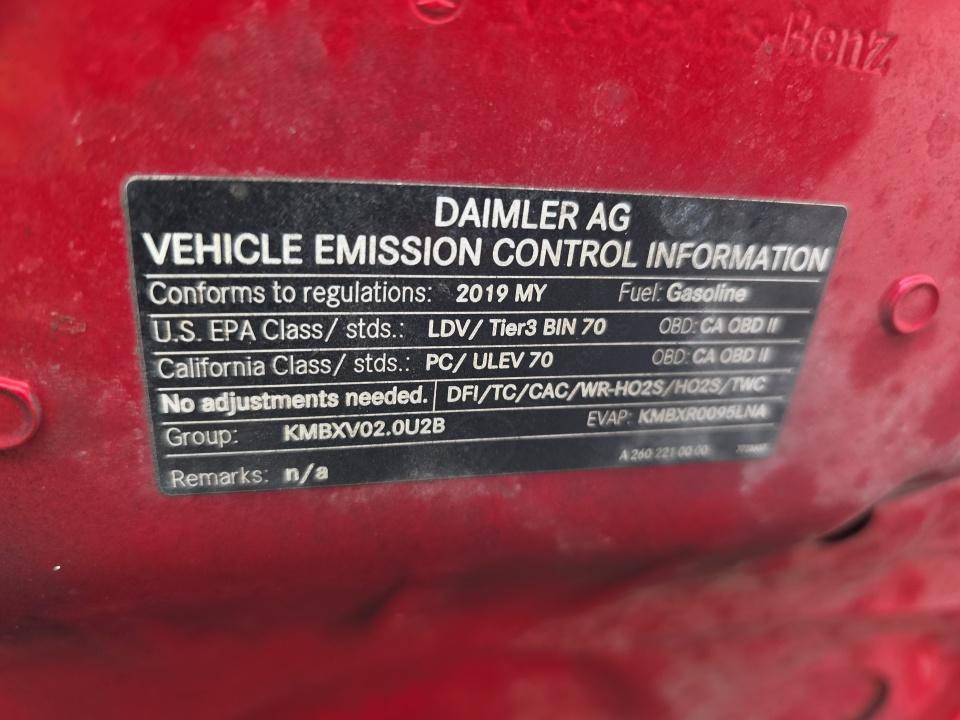 Mercedes-Benz
DAIMLER AG
VEHICLE EMISSION CONTROL INFORMATION
Conforms to regulations: 2019 MY Fuel: Gasoline
U.S. EPA Class/ stds.: LDV/ Tier3 BIN 70 OBD: CA OBD II
California Class/ stds.: PC/ ULEV 70 OBD: CA OBD II
No adjustments needed. DFI/TC/CAC/WR-HO2S/HO2S/TWC
Group: KMBXV02.0U2B EVAP: KMBXR0095LNA
A 260 221 00 00
Remarks: n/a